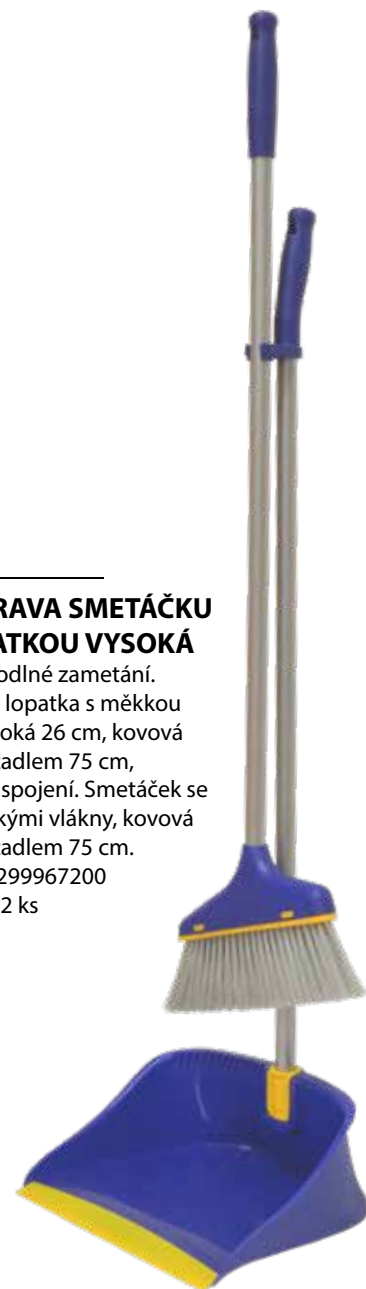 RAVA SMETÁČKU
ATKOU VYSOKÁ
odlné zametání.
lopatka s měkkou
oká 26 cm, kovová
adlem 75 cm,
spojení. Smetáček se
kými vlákny, kovová
adlem 75 cm.
299967200
2 ks